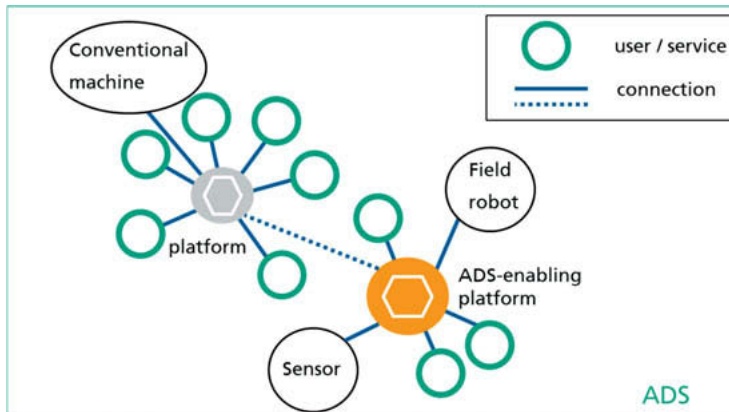 Conventional
machine
user / service
connection
Field
robot
platform
ADS-enabling
platform
Sensor
ADS